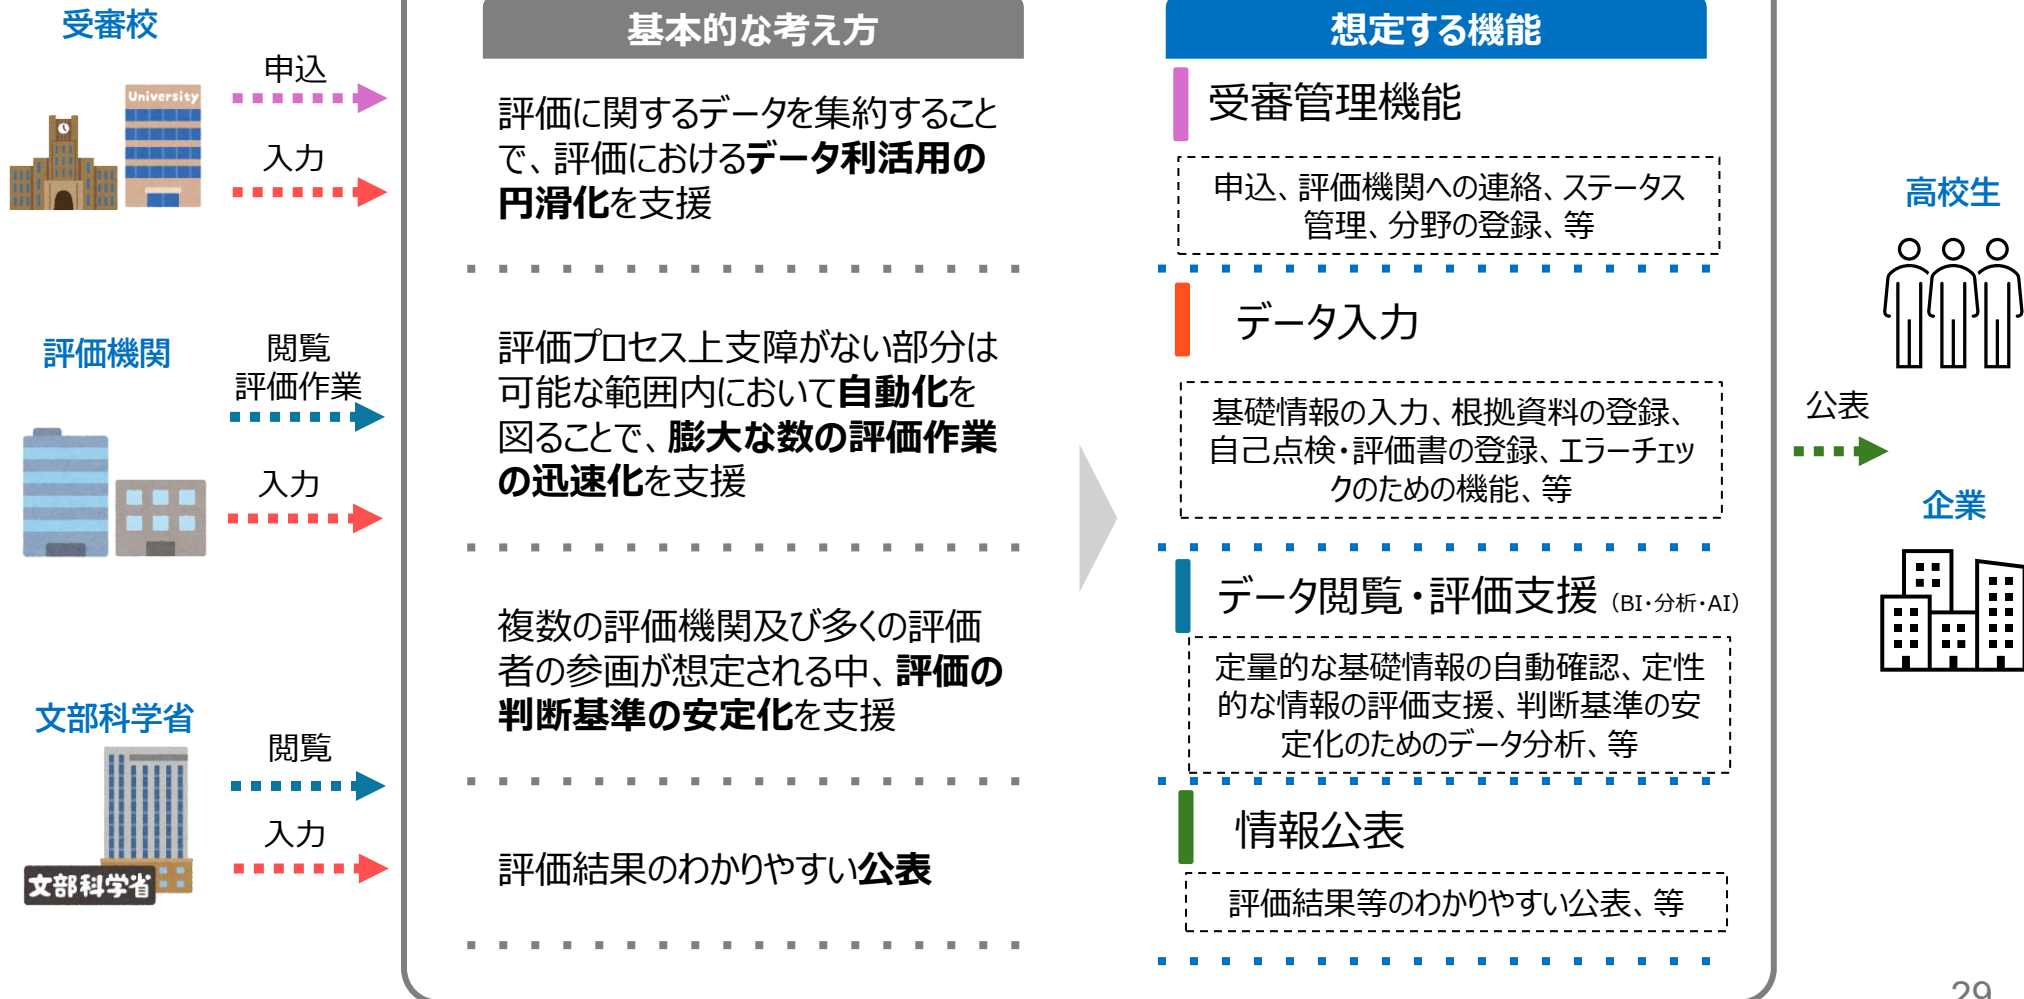 受審校
申込
University
入力
評価機関
閲覧
評価作業
入力
文部科学省
閲覧
入力
文部科学省
基本的な考え方
評価に関するデータを集約すること
で、評価におけるデータ利活用の
円滑化を支援
評価プロセス上支障がない部分は
可能な範囲内において自動化を
図ることで、膨大な数の評価作業
の迅速化を支援
複数の評価機関及び多くの評価
者の参画が想定される中、評価の
判断基準の安定化を支援
評価結果のわかりやすい公表
想定する機能
受審管理機能
申込、評価機関への連絡、ステータス
管理、分野の登録、等
データ入力
基礎情報の入力、根拠資料の登録、
自己点検・評価書の登録、エラーチェッ
クのための機能、等
データ閲覧・評価支援（BI・分析・AI）
定量的な基礎情報の自動確認、定性
的な情報の評価支援、判断基準の安
定化のためのデータ分析、等
情報公表
評価結果等のわかりやすい公表、等
公表
高校生
企業
29